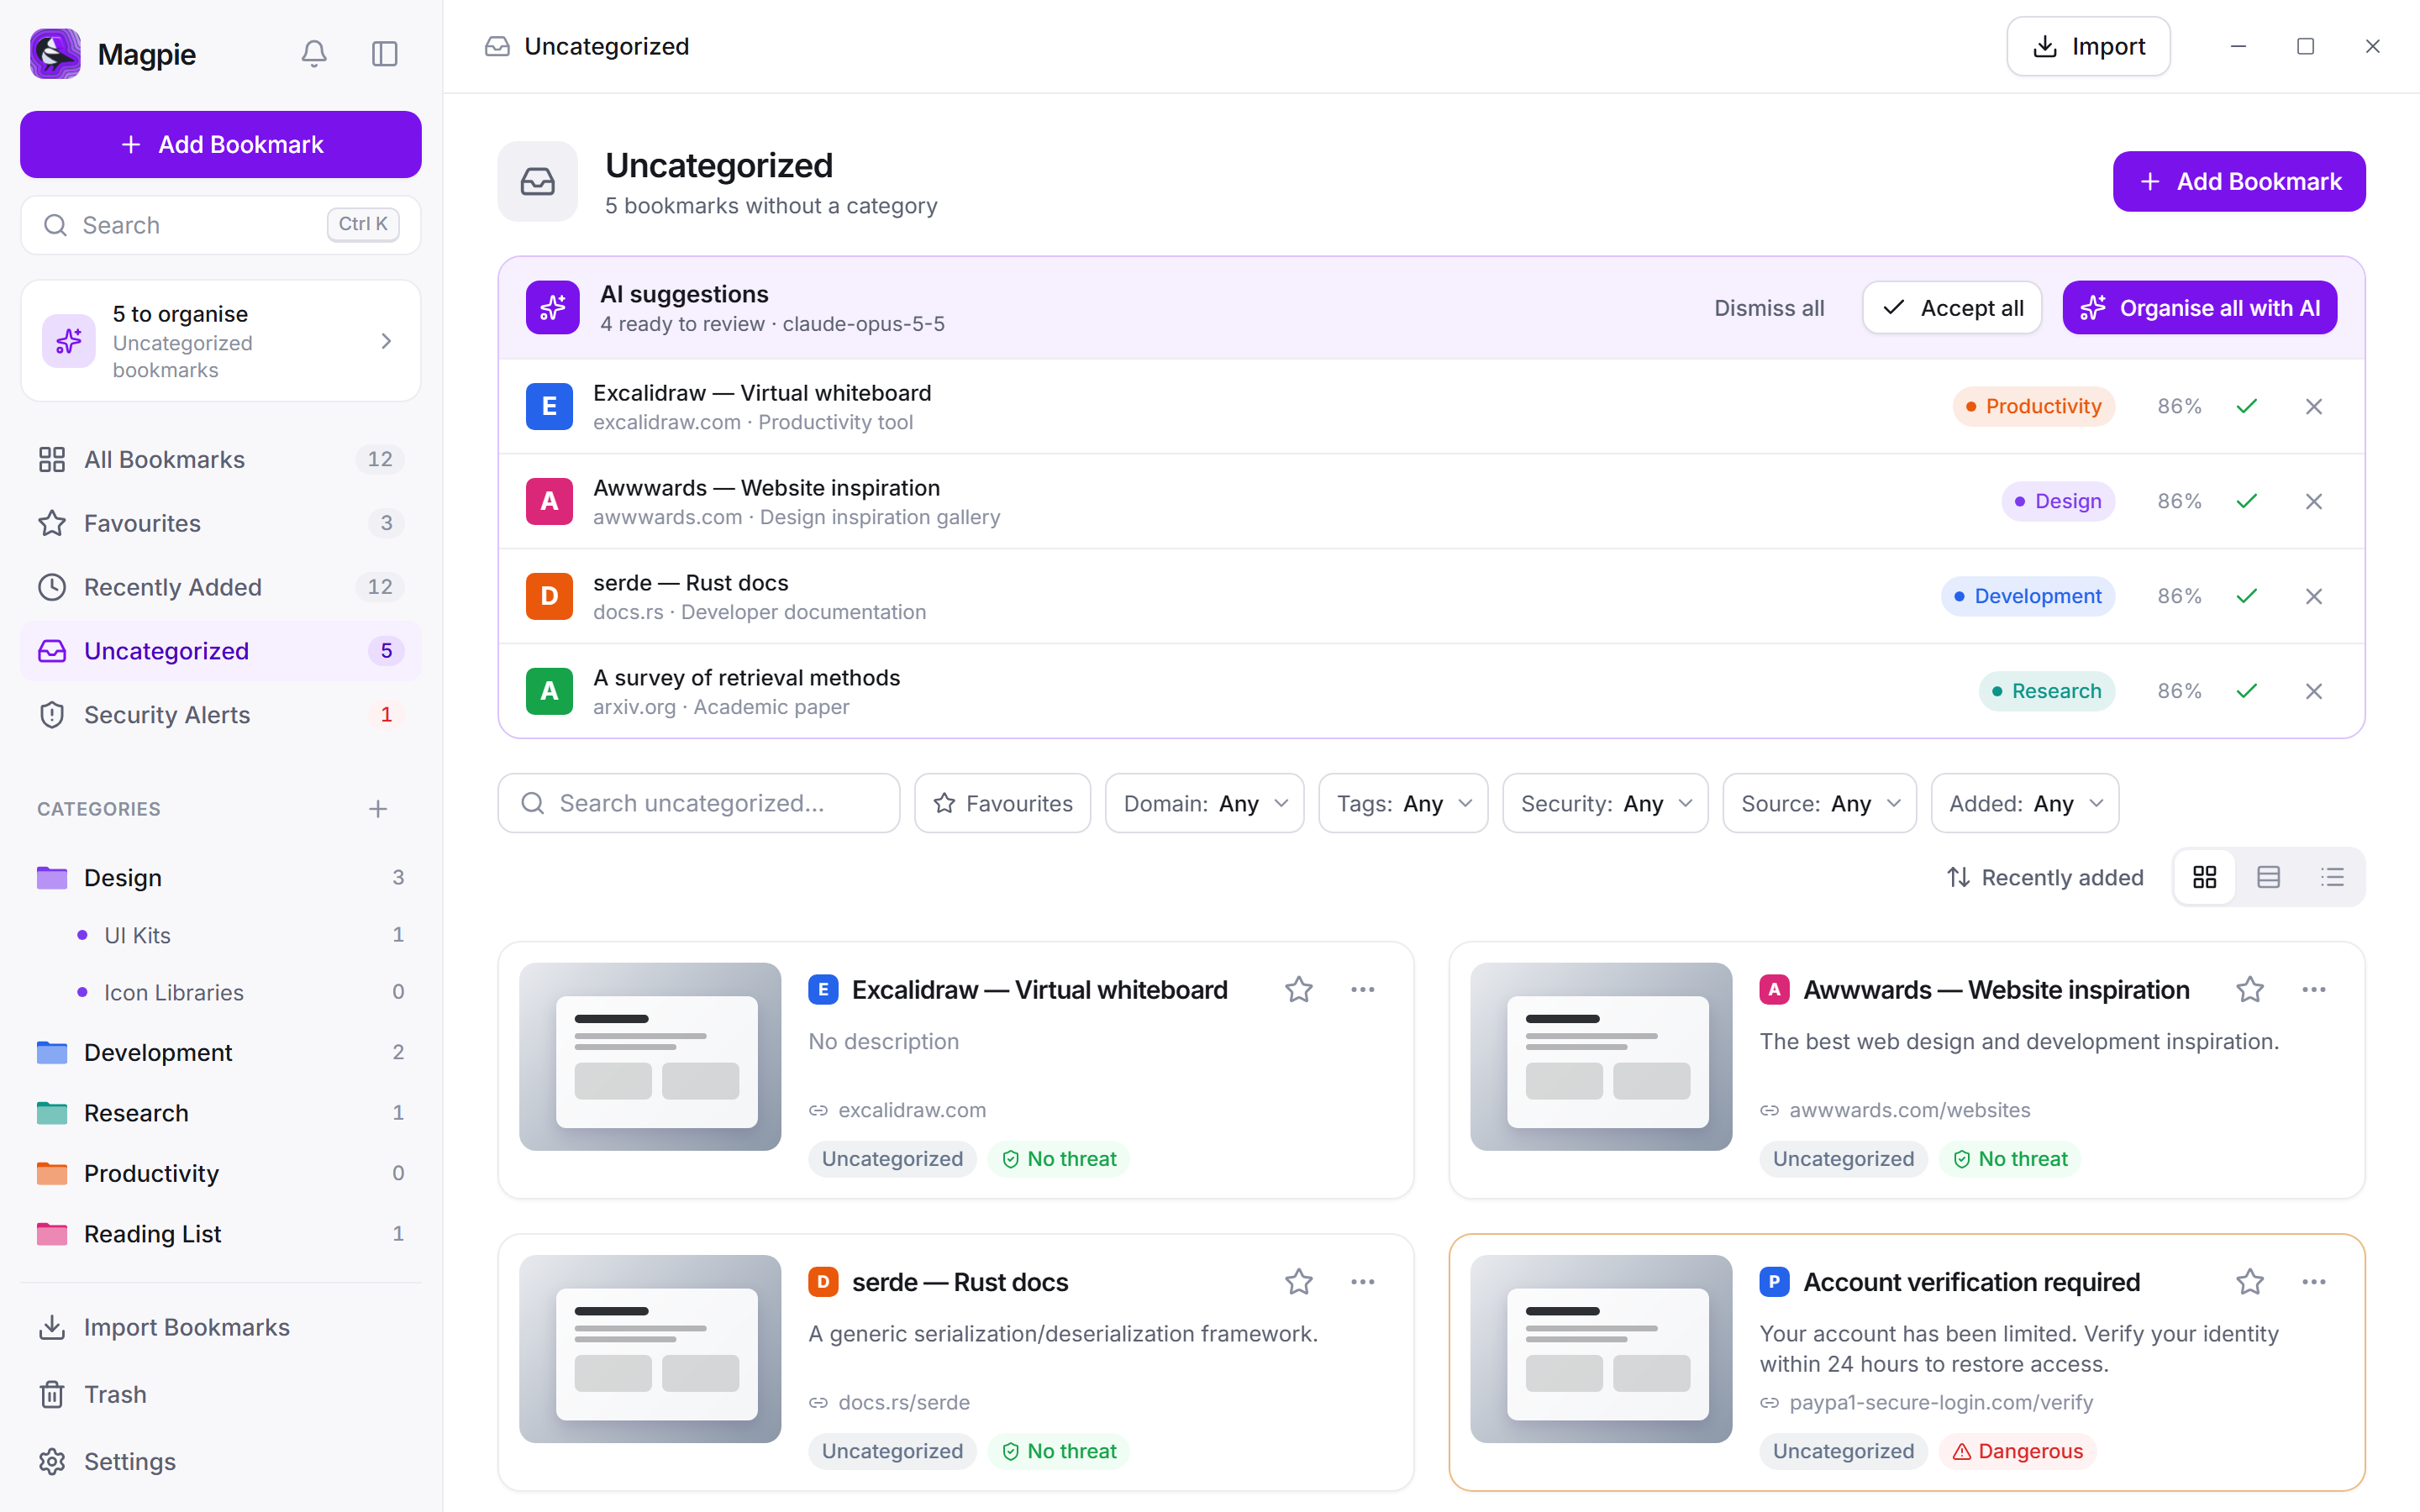 Magpie
Add Bookmark
Search
Ctrl K
5 to organise
Uncategorized
bookmarks
All Bookmarks 12
Favourites 3
Recently Added 12
Uncategorized 5
Security Alerts 1
CATEGORIES
Design 3
UI Kits 1
Icon Libraries 0
Development 2
Research 1
Productivity 0
Reading List 1
Import Bookmarks
Trash
Settings
Uncategorized
Import
Uncategorized
5 bookmarks without a category
Add Bookmark
AI suggestions
4 ready to review · claude-opus-5-5
Dismiss all
Accept all
Organise all with AI
E
Excalidraw — Virtual whiteboard
excalidraw.com · Productivity tool
Productivity
86%
A
Awwwards — Website inspiration
awwwards.com · Design inspiration gallery
Design
86%
D
serde — Rust docs
docs.rs · Developer documentation
Development
86%
A
A survey of retrieval methods
arxiv.org · Academic paper
Research
86%
Search uncategorized...
Favourites
Domain: Any
Tags: Any
Security: Any
Source: Any
Added: Any
Recently added
E Excalidraw — Virtual whiteboard
No description
excalidraw.com
Uncategorized
No threat
A Awwwards — Website inspiration
The best web design and development inspiration.
awwwards.com/websites
Uncategorized
No threat
D serde — Rust docs
A generic serialization/deserialization framework.
docs.rs/serde
Uncategorized
No threat
P Account verification required
Your account has been limited. Verify your identity
within 24 hours to restore access.
paypa1-secure-login.com/verify
Uncategorized
Dangerous